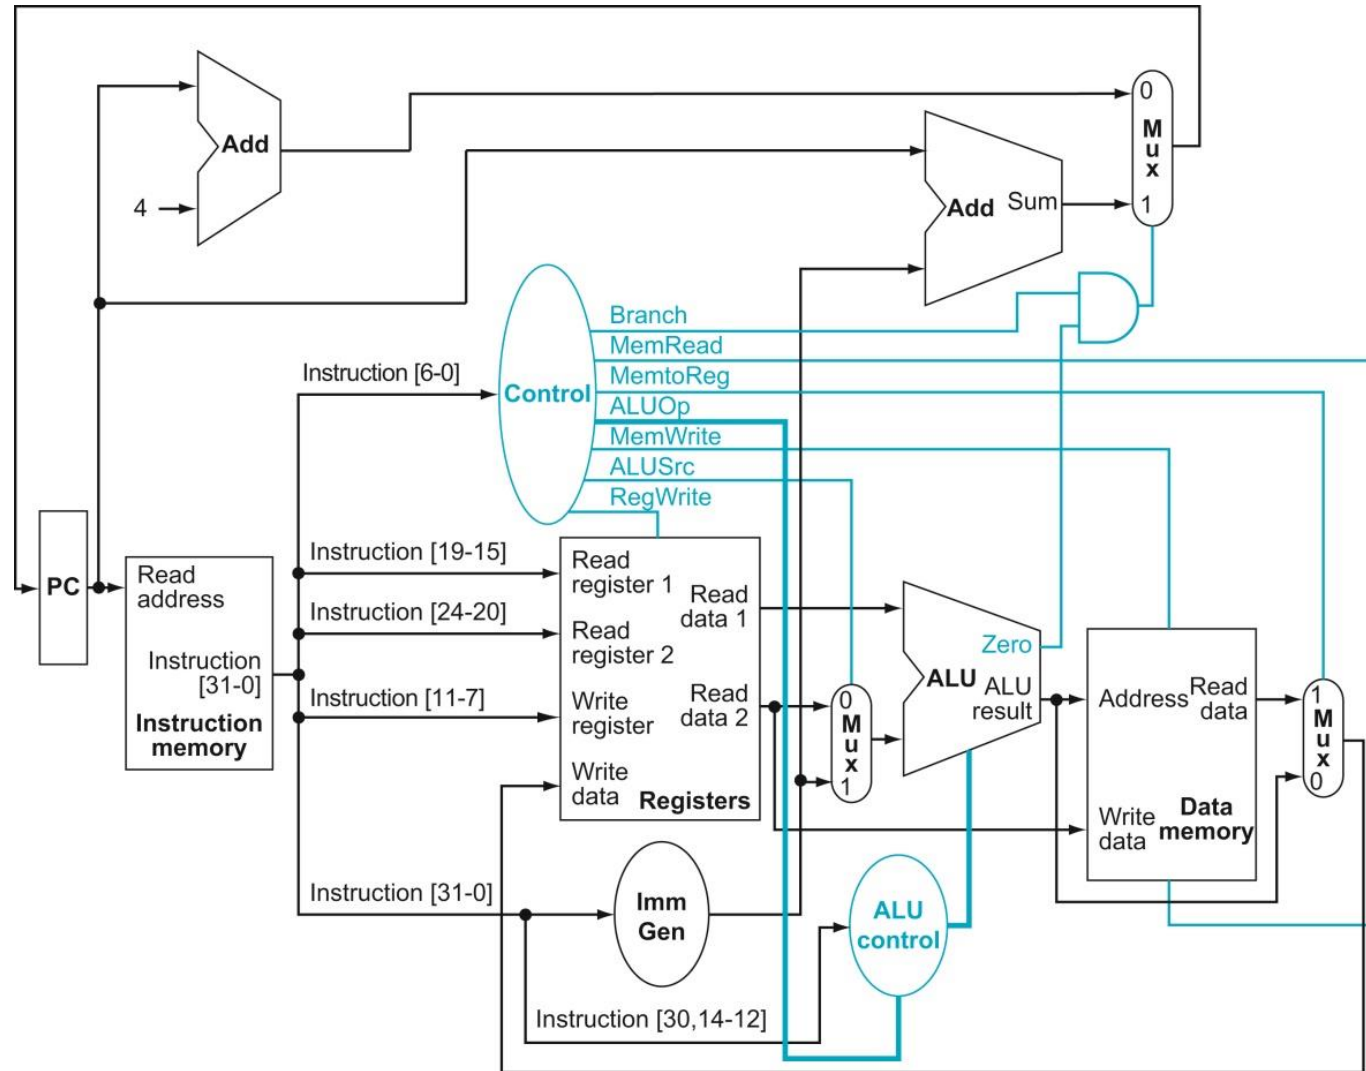 Add
4
0
Mux
1
Add
Sum
Branch
MemRead
MemtoReg
ALUOp
MemWrite
ALUSrc
RegWrite
Instruction [6-0]
Control
PC
Read
address
Instruction
[31-0]
Instruction
memory
Instruction [19-15]
Instruction [24-20]
Instruction [11-7]
Instruction [31-0]
Instruction [30,14-12]
Read
register 1
Read
register 2
Write
register
Write
data
Read
data 1
Read
data 2
Registers
Imm
Gen
0
Mux
1
Zero
ALU
ALU
result
ALU
control
Address
Read
data
Write
data
Data
memory
1
Mux
0